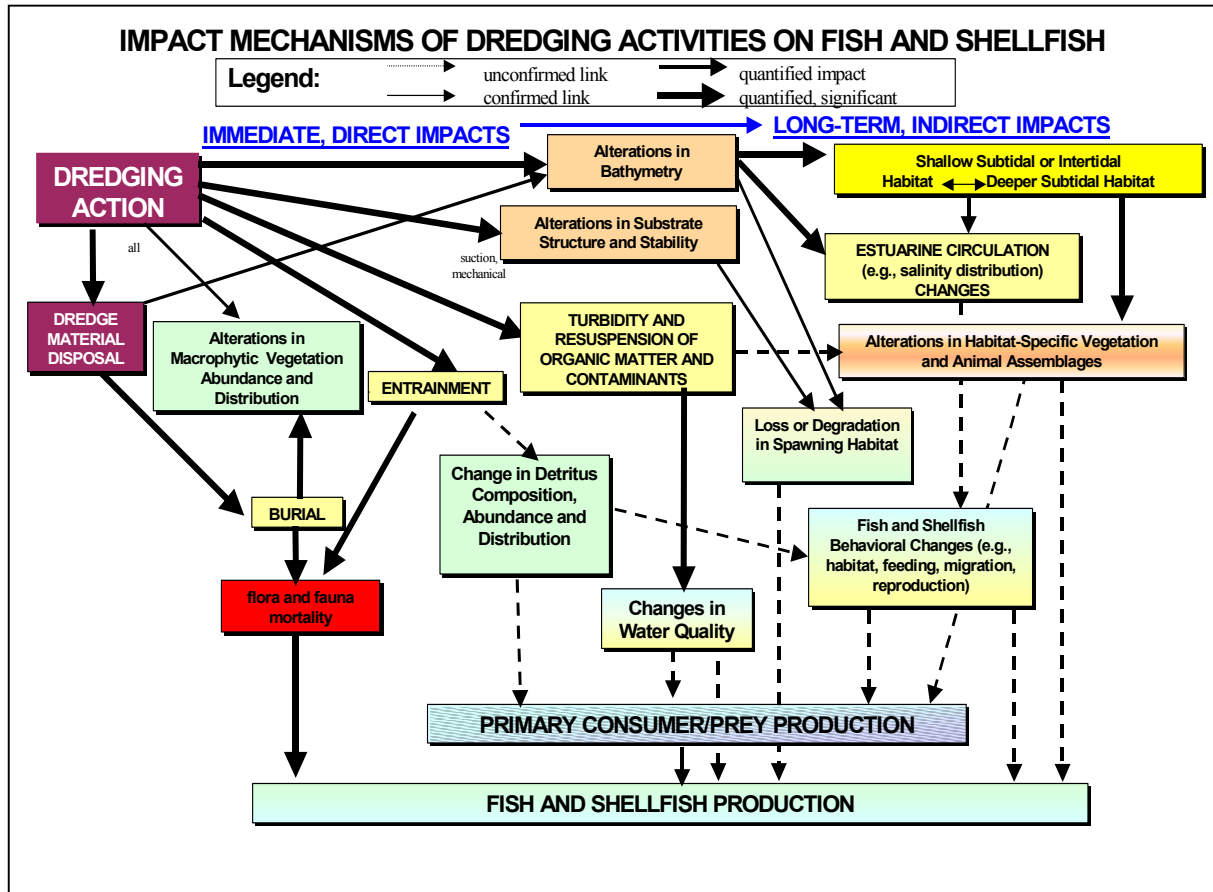 IMPACT MECHANISMS OF DREDGING ACTIVITIES ON FISH AND SHELLFISH
Legend:
unconfirmed link
quantified impact
confirmed link
quantified, significant
IMMEDIATE, DIRECT IMPACTS
LONG-TERM, INDIRECT IMPACTS
DREDGING
ACTION
Alterations in
Bathymetry
Shallow Subtidal or Intertidal
Habitat
Deeper Subtidal Habitat
all
Alterations in Substrate
Structure and Stability
suction,
mechanical
ESTUARINE CIRCULATION
(e.g., salinity distribution)
CHANGES
DREDGE
MATERIAL
DISPOSAL
Alterations in
Macrophytic Vegetation
Abundance and
Distribution
ENTRAINMENT
TURBIDITY AND
RESUSPENSION OF
ORGANIC MATTER AND
CONTAMINANTS
Alterations in Habitat-Specific Vegetation
and Animal Assemblages
Loss or Degradation
in Spawning Habitat
Change in Detritus
Composition,
Abundance and
Distribution
BURIAL
Fish and Shellfish
Behavioral Changes (e.g.,
habitat, feeding, migration,
reproduction)
flora and fauna
mortality
Changes in
Water Quality
PRIMARY CONSUMER/PREY PRODUCTION
FISH AND SHELLFISH PRODUCTION